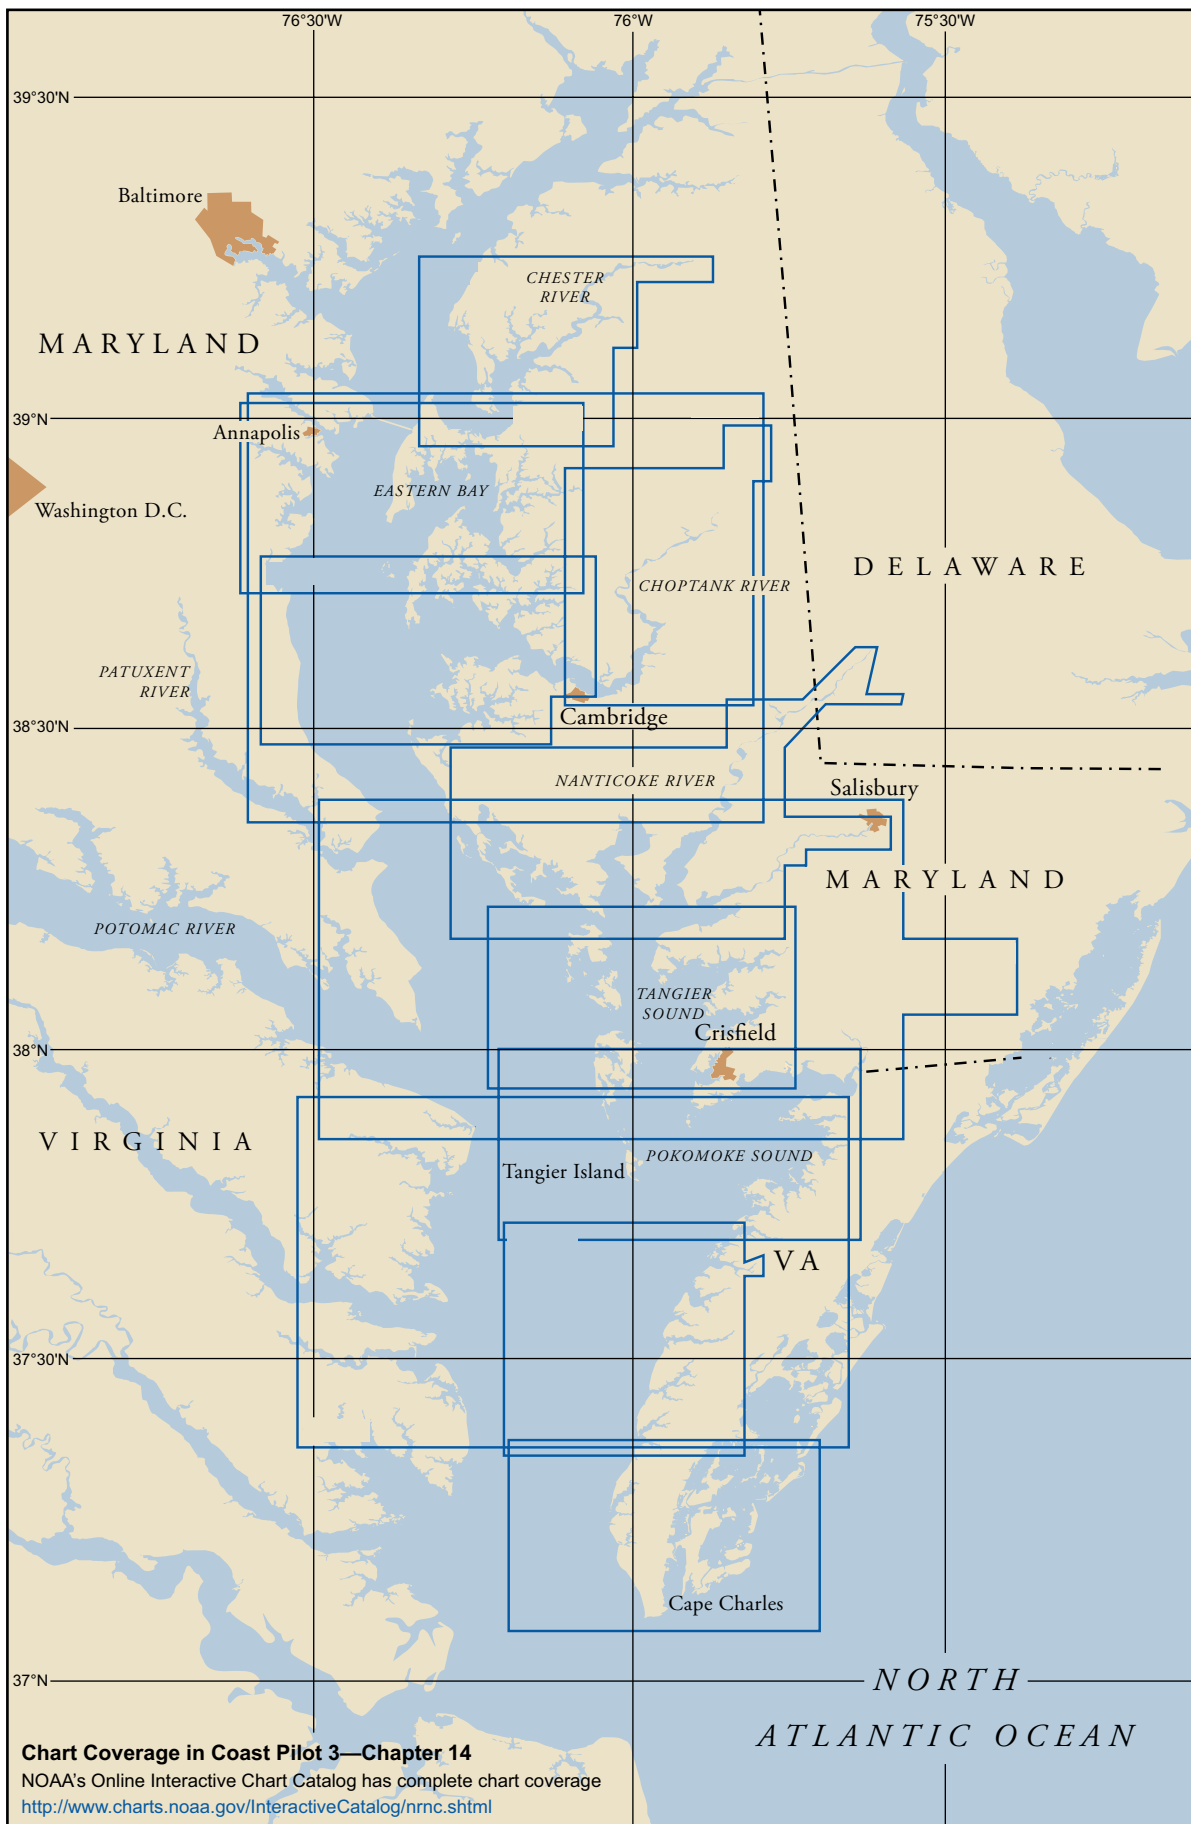 76°30'W
76°W
75°30'W
39°30'N
Baltimore
CHESTER
RIVER
MARYLAND
39°N
Annapolis
EASTERN BAY
Washington D.C.
DELAWARE
CHOPTANK RIVER
PATUXENT
RIVER
Cambridge
38°30'N
NANTICOKE RIVER
Salisbury
MARYLAND
POTOMAC RIVER
TANGIER
SOUND
Crisfield
38°N
VIRGINIA
POKOMOKE SOUND
Tangier Island
VA
37°30'N
Cape Charles
37°N
NORTH
ATLANTIC OCEAN
Chart Coverage in Coast Pilot 3—Chapter 14
NOAA's Online Interactive Chart Catalog has complete chart coverage
http://www.charts.noaa.gov/InteractiveCatalog/nrnc.shtml